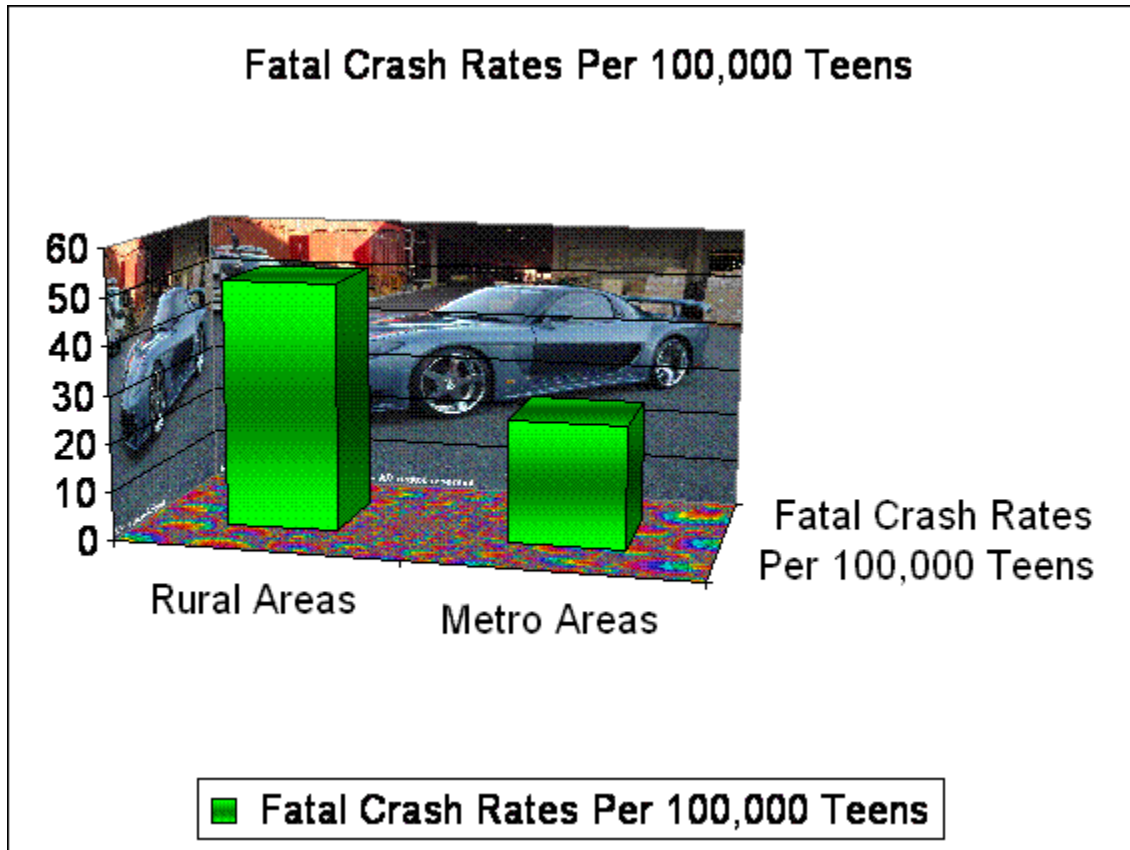 Fatal Crash Rates Per 100,000 Teens
60
50
40
30
20
10
0
Rural Areas
Metro Areas
Fatal Crash Rates
Per 100,000 Teens
Fatal Crash Rates Per 100,000 Teens